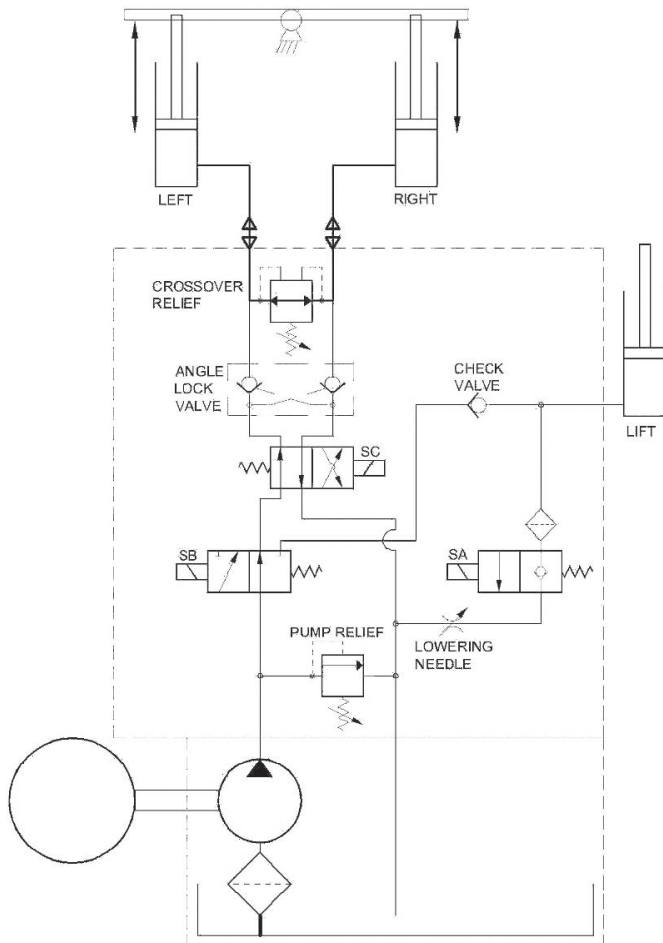 LEFT
RIGHT
CROSSOVER
RELIEF
ANGLE
LOCK
VALVE
CHECK
VALVE
LIFT
SC
SB
SA
PUMP RELIEF
LOWERING
NEEDLE